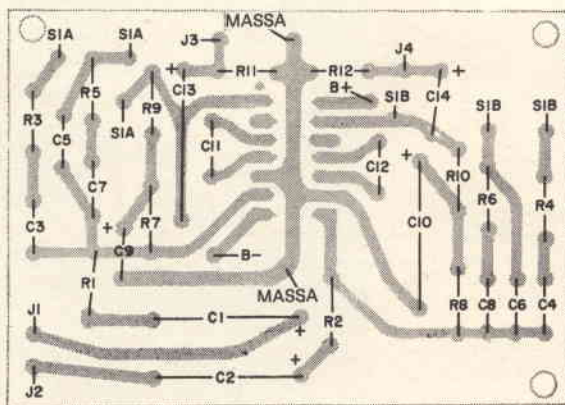 MASSA
S1A S1A J3 J4
+ R11 R12 +
R5 B+
R3 R9 C13 C14
S1A S1B S1B S1B
C5 C11 C12 +
C7 R10 R6 R4
C3 + R7 C10
C9 B-
R1 MASSA
J1 C1 R2 R8 C8 C6 C4
+
+
J2 C2